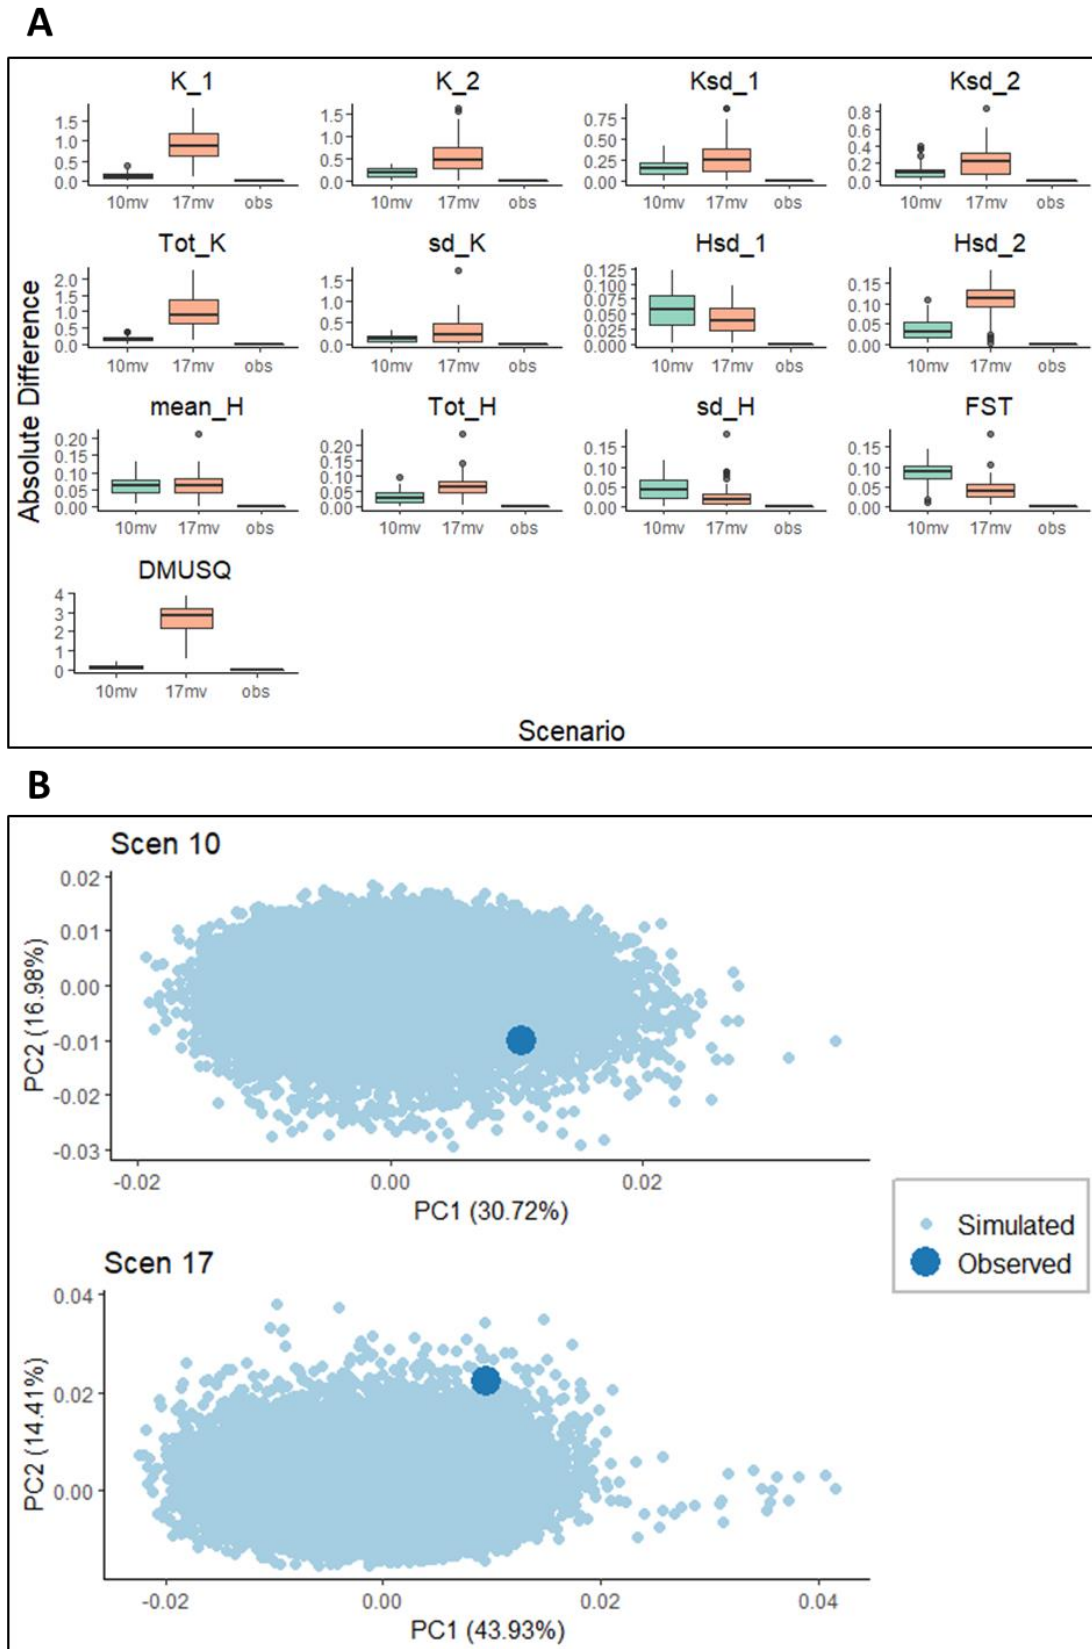 A
K_1 K_2 Ksd_1 Ksd_2
1.5 1.0 0.5 0.0
1.5 1.0 0.5 0.0
0.75 0.50 0.25 0.00
0.8 0.6 0.4 0.2 0.0
10mv 17mv obs 10mv 17mv obs 10mv 17mv obs 10mv 17mv obs
Tot_K sd_K Hsd_1 Hsd_2
2.0 1.5 1.0 0.5 0.0
1.5 1.0 0.5 0.0
0.125 0.100 0.075 0.050 0.025 0.000
0.15 0.10 0.05 0.00
10mv 17mv obs 10mv 17mv obs 10mv 17mv obs 10mv 17mv obs
Absolute Difference
mean_H Tot_H sd_H FST
0.20 0.15 0.10 0.05 0.00
0.20 0.15 0.10 0.05 0.00
0.15 0.10 0.05 0.00
0.15 0.10 0.05 0.00
10mv 17mv obs 10mv 17mv obs 10mv 17mv obs 10mv 17mv obs
DMUSQ
4 3 2 1 0
10mv 17mv obs
Scenario
B
Scen 10
PC2 (16.98%)
0.02
0.01
0.00
-0.01
-0.02
-0.03
-0.02 0.00 0.02
PC1 (30.72%)
Simulated
Observed
Scen 17
PC2 (14.41%)
0.04
0.02
0.00
-0.02 0.00 0.02 0.04
PC1 (43.93%)